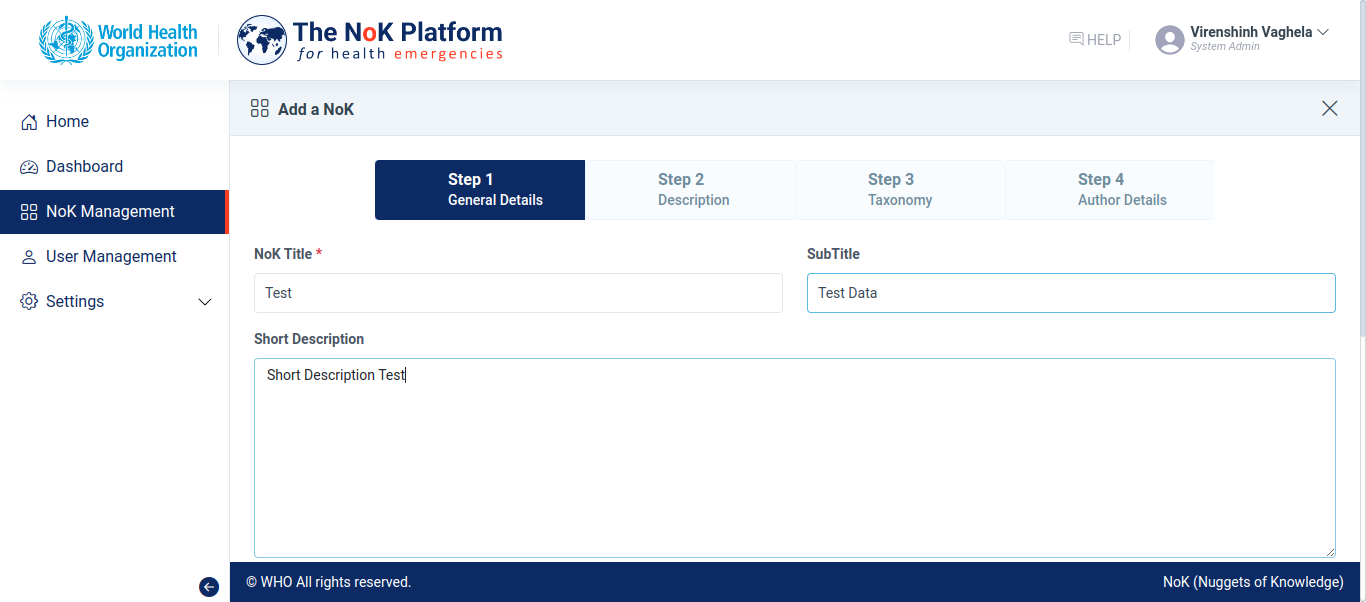 World Health
Organization
The NoK Platform
for health emergencies
HELP
Virenshinh Vaghela
System Admin
Home
Dashboard
NoK Management
User Management
Settings
Add a NoK
Step 1
General Details
Step 2
Description
Step 3
Taxonomy
Step 4
Author Details
NoK Title *
SubTitle
Test
Test Data
Short Description
Short Description Test
© WHO All rights reserved.
NoK (Nuggets of Knowledge)